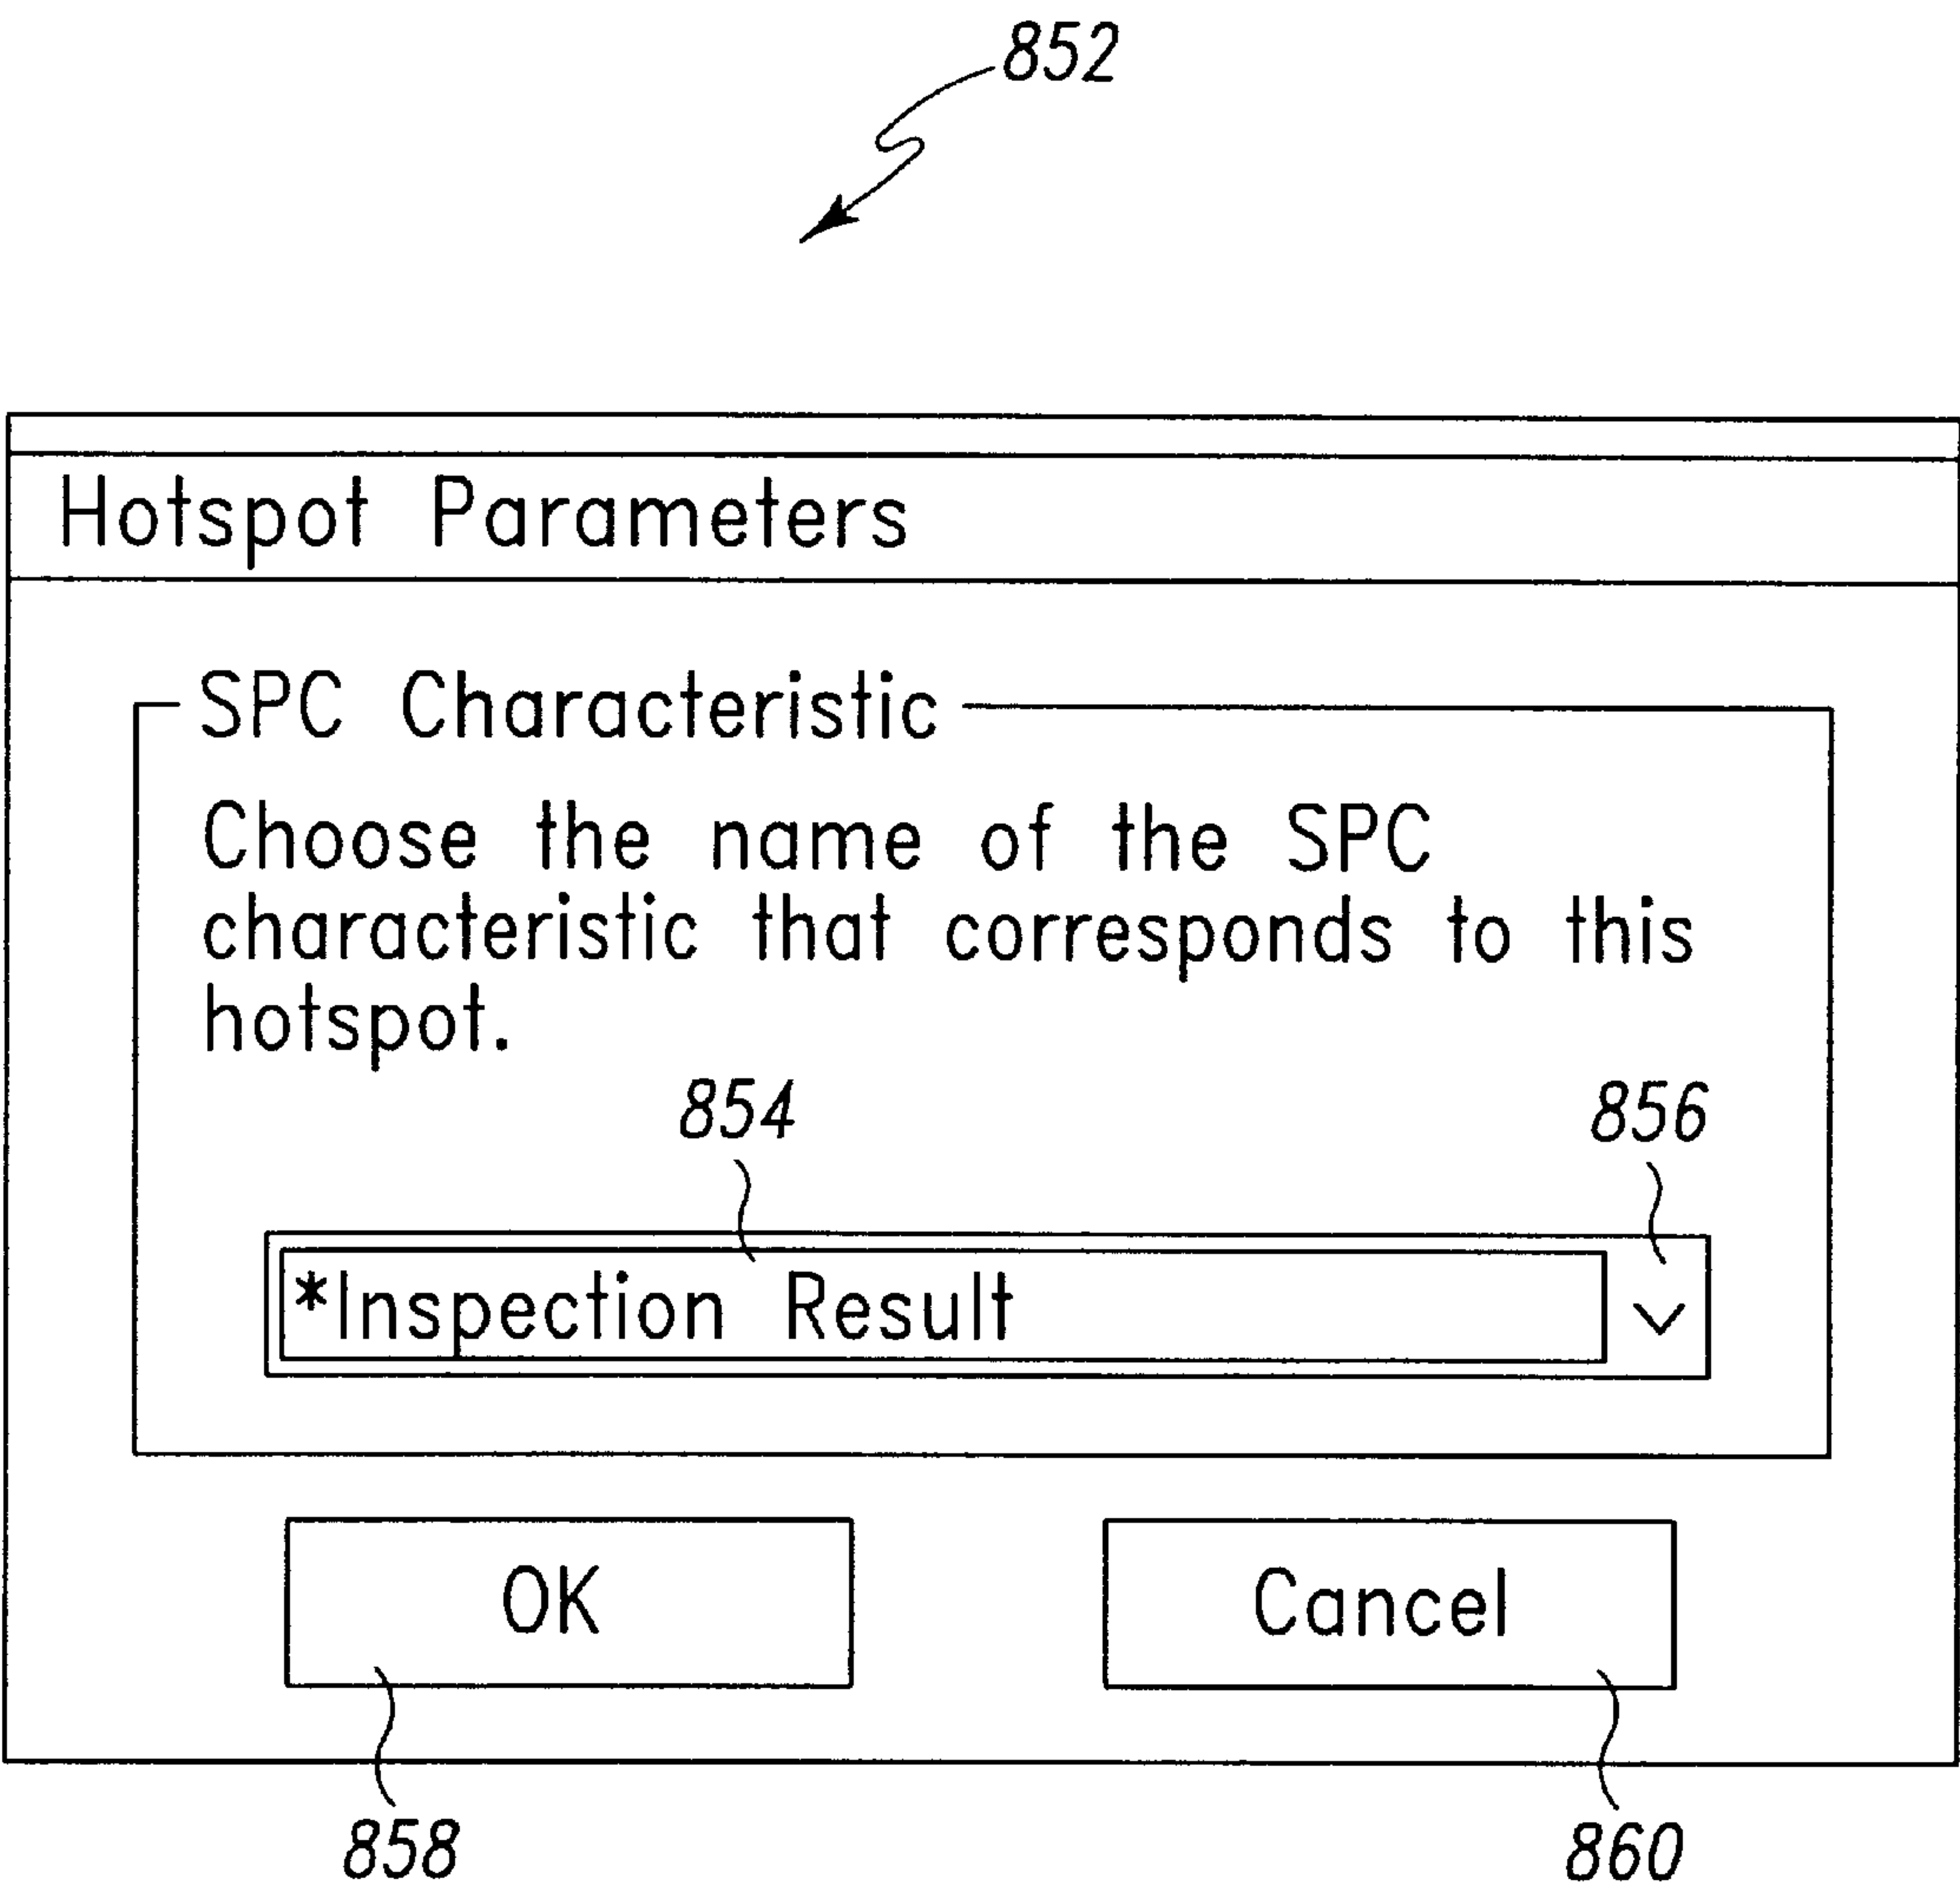 852
Hotspot Parameters
SPC Characteristic
Choose the name of the SPC
characteristic that corresponds to this
hotspot.
854 856
*Inspection Result
OK Cancel
858 860